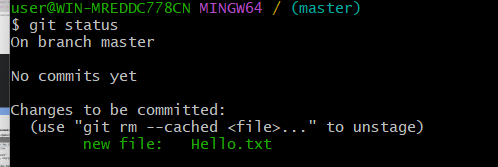 user@WIN-MREDDC778CN MINGW64 / (master)
$ git status
On branch master
No commits yet
Changes to be committed:
(use "git rm --cached <file>..." to unstage)
new file: Hello.txt